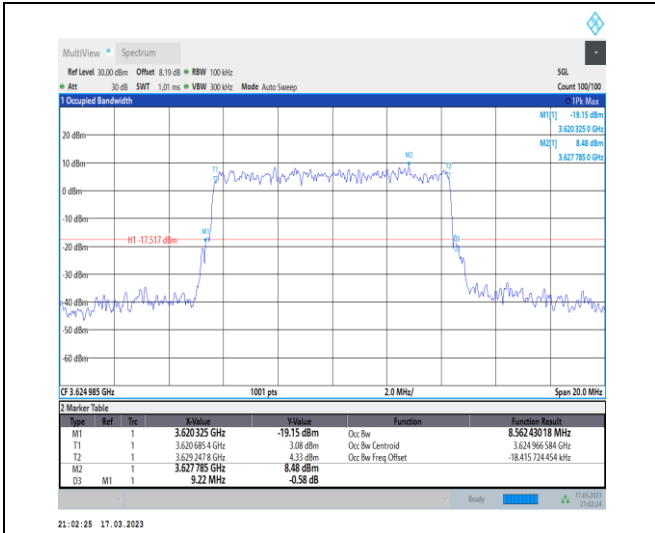 MultiView Spectrum
Ref Level 30.00 dBm Offset 8.19 dB RBW 100 kHz SGL
Att 30 dB SWT 1.01 ms VBW 300 kHz Mode Auto Sweep Count 100/100
1 Occupied Bandwidth 1Pk Max
M1[1] -19.15 dBm
3.620 325 0 GHz
M2[1] 8.48 dBm
3.627 785 0 GHz
20 dBm
10 dBm
M2
T1
T2
0 dBm
-10 dBm
M1
H1 -17.517 dBm
D3
-20 dBm
-30 dBm
-40 dBm
-50 dBm
-60 dBm
CF 3.624 985 GHz 1001 pts 2.0 MHz/ Span 20.0 MHz
2 Marker Table
Type Ref Trc X-Value Y-Value Function Function Result
M1 1 3.620 325 GHz -19.15 dBm Occ Bw 8.562 430 18 MHz
T1 1 3.620 685 4 GHz 3.08 dBm Occ Bw Centroid 3.624 966 584 GHz
T2 1 3.629 247 8 GHz 4.33 dBm Occ Bw Freq Offset -18.415 724 454 kHz
M2 1 3.627 785 GHz 8.48 dBm
D3 M1 1 9.22 MHz -0.58 dB
Ready 17.03.2023
21:02:24
21:02:25 17.03.2023